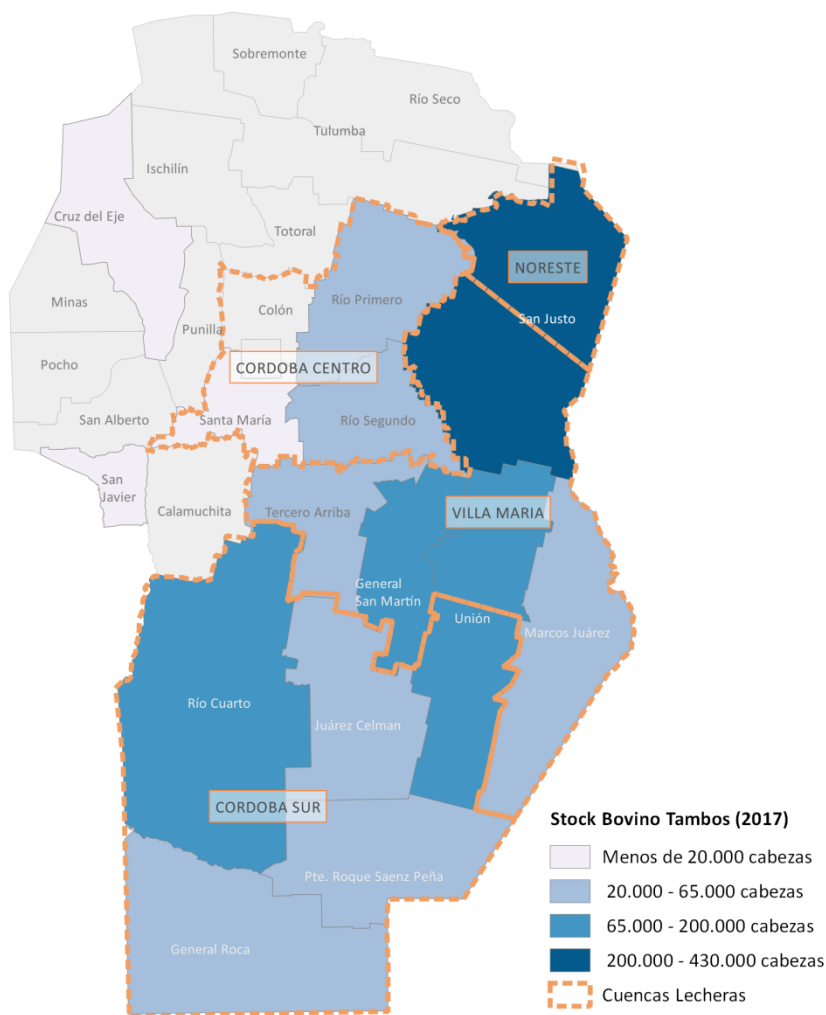 Sobremonte
Río Seco
Tulumba
Ischilín
Cruz del Eje
Totoral
NORESTE
Minas
Colón
Río Primero
Punilla
San Justo
Pocho
CORDOBA CENTRO
San Alberto
Santa María
Río Segundo
San
Javier
Calamuchita
Tercero Arriba
VILLA MARIA
General
San Martín
Unión
Marcos Juárez
Río Cuarto
Juárez Celman
CORDOBA SUR
Pte. Roque Saenz Peña
General Roca
Stock Bovino Tambos (2017)
Menos de 20.000 cabezas
20.000 - 65.000 cabezas
65.000 - 200.000 cabezas
200.000 - 430.000 cabezas
Cuencas Lecheras